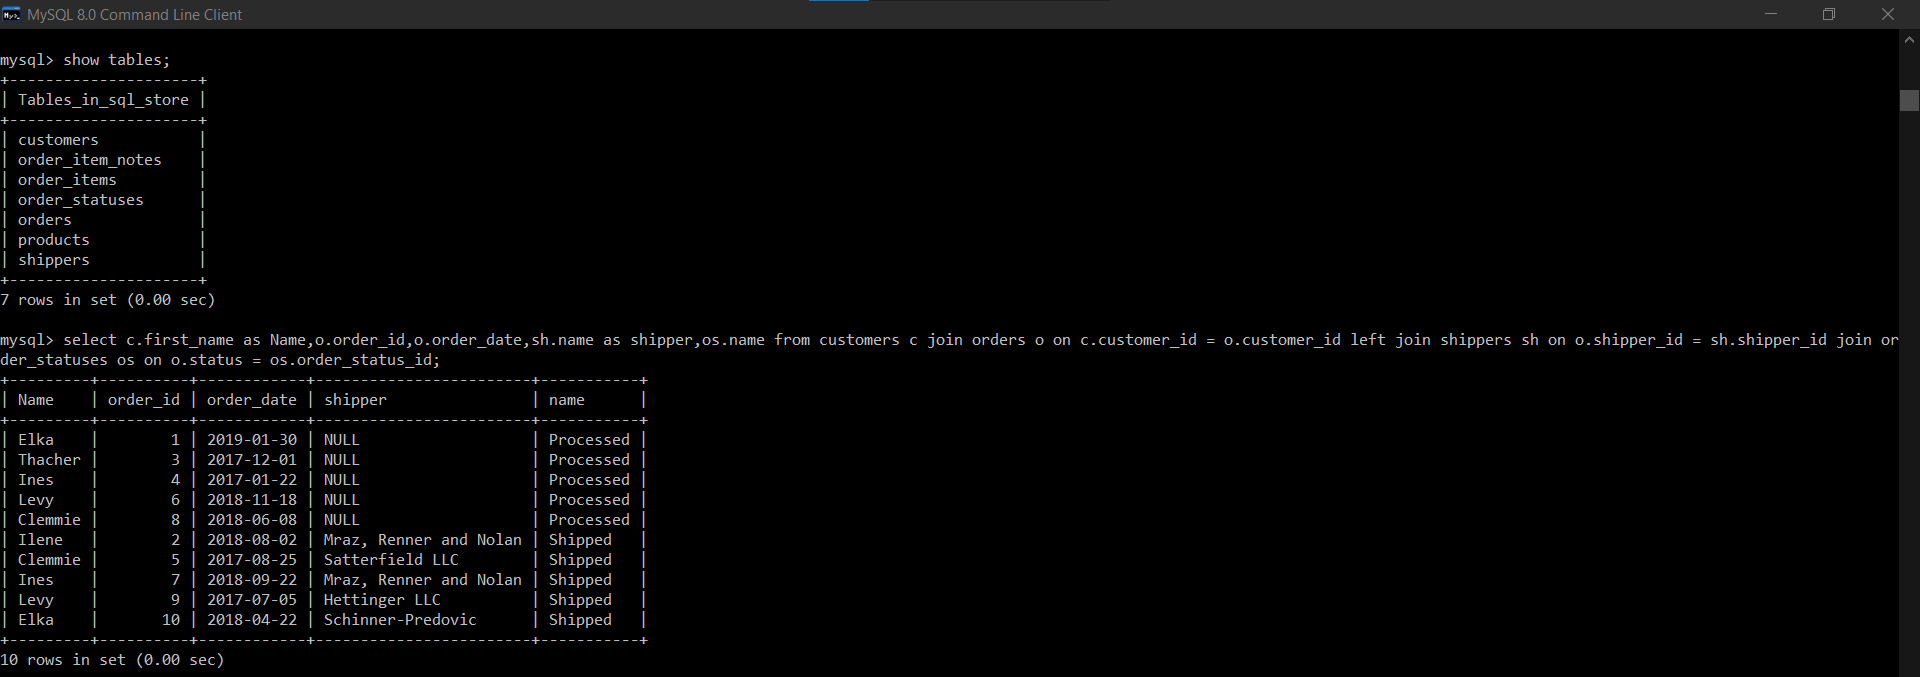 MySQL 8.0 Command Line Client
mysql> show tables;
+---------------------+
| Tables_in_sql_store |
+---------------------+
| customers           |
| order_item_notes    |
| order_items         |
| order_statuses      |
| orders              |
| products            |
| shippers            |
+---------------------+
7 rows in set (0.00 sec)
mysql> select c.first_name as Name,o.order_id,o.order_date,sh.name as shipper,os.name from customers c join orders o on c.customer_id = o.customer_id left join shippers sh on o.shipper_id = sh.shipper_id join or
der_statuses os on o.status = os.order_status_id;
+---------+----------+------------+------------------------+-----------+
| Name    | order_id | order_date | shipper                | name      |
+---------+----------+------------+------------------------+-----------+
| Elka    |        1 | 2019-01-30 | NULL                   | Processed |
| Thacher |        3 | 2017-12-01 | NULL                   | Processed |
| Ines    |        4 | 2017-01-22 | NULL                   | Processed |
| Levy    |        6 | 2018-11-18 | NULL                   | Processed |
| Clemmie |        8 | 2018-06-08 | NULL                   | Processed |
| Ilene   |        2 | 2018-08-02 | Mraz, Renner and Nolan | Shipped   |
| Clemmie |        5 | 2017-08-25 | Satterfield LLC        | Shipped   |
| Ines    |        7 | 2018-09-22 | Mraz, Renner and Nolan | Shipped   |
| Levy    |        9 | 2017-07-05 | Hettinger LLC          | Shipped   |
| Elka    |       10 | 2018-04-22 | Schinner-Predovic      | Shipped   |
+---------+----------+------------+------------------------+-----------+
10 rows in set (0.00 sec)